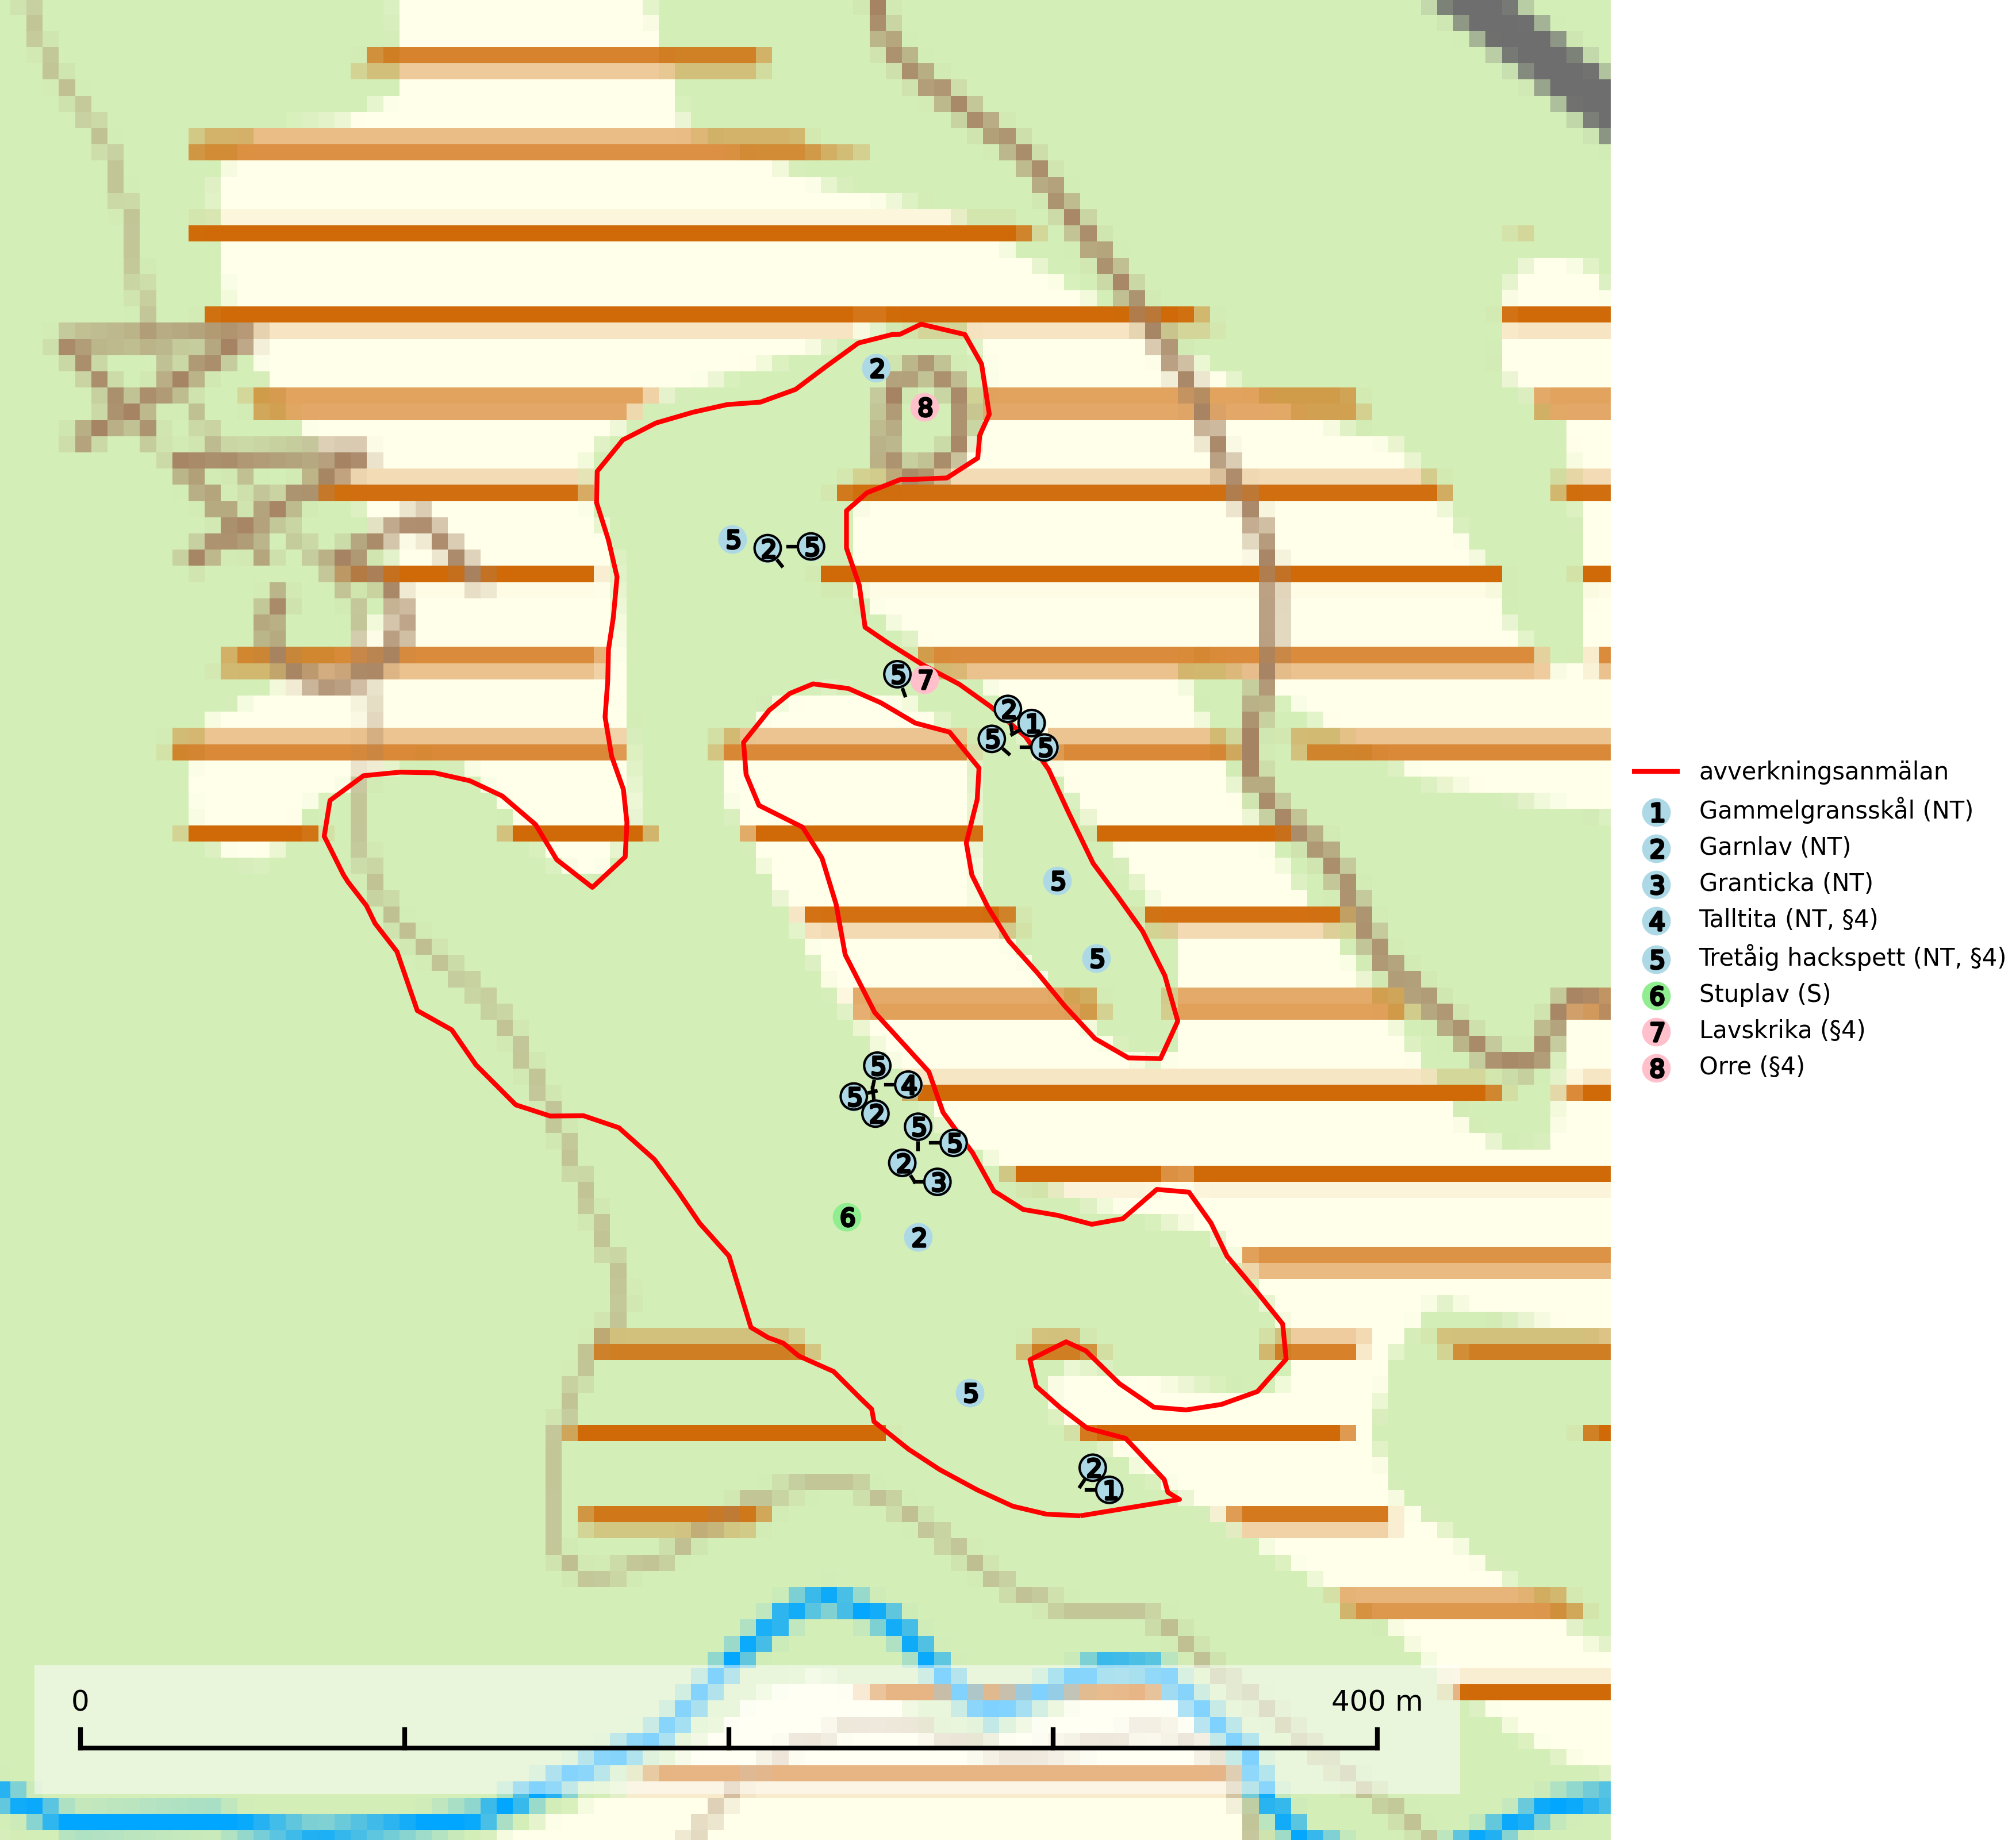 2
8
5 2 5
5 7
2
1
5 5
5
5
5
4
5
2
5
5
2
3
6
2
5
2
1
0 400 m
avverkningsanmälan
1 Gammelgransskål (NT)
2 Garnlav (NT)
3 Granticka (NT)
4 Talltita (NT, §4)
5 Tretåig hackspett (NT, §4)
6 Stuplav (S)
7 Lavskrika (§4)
8 Orre (§4)